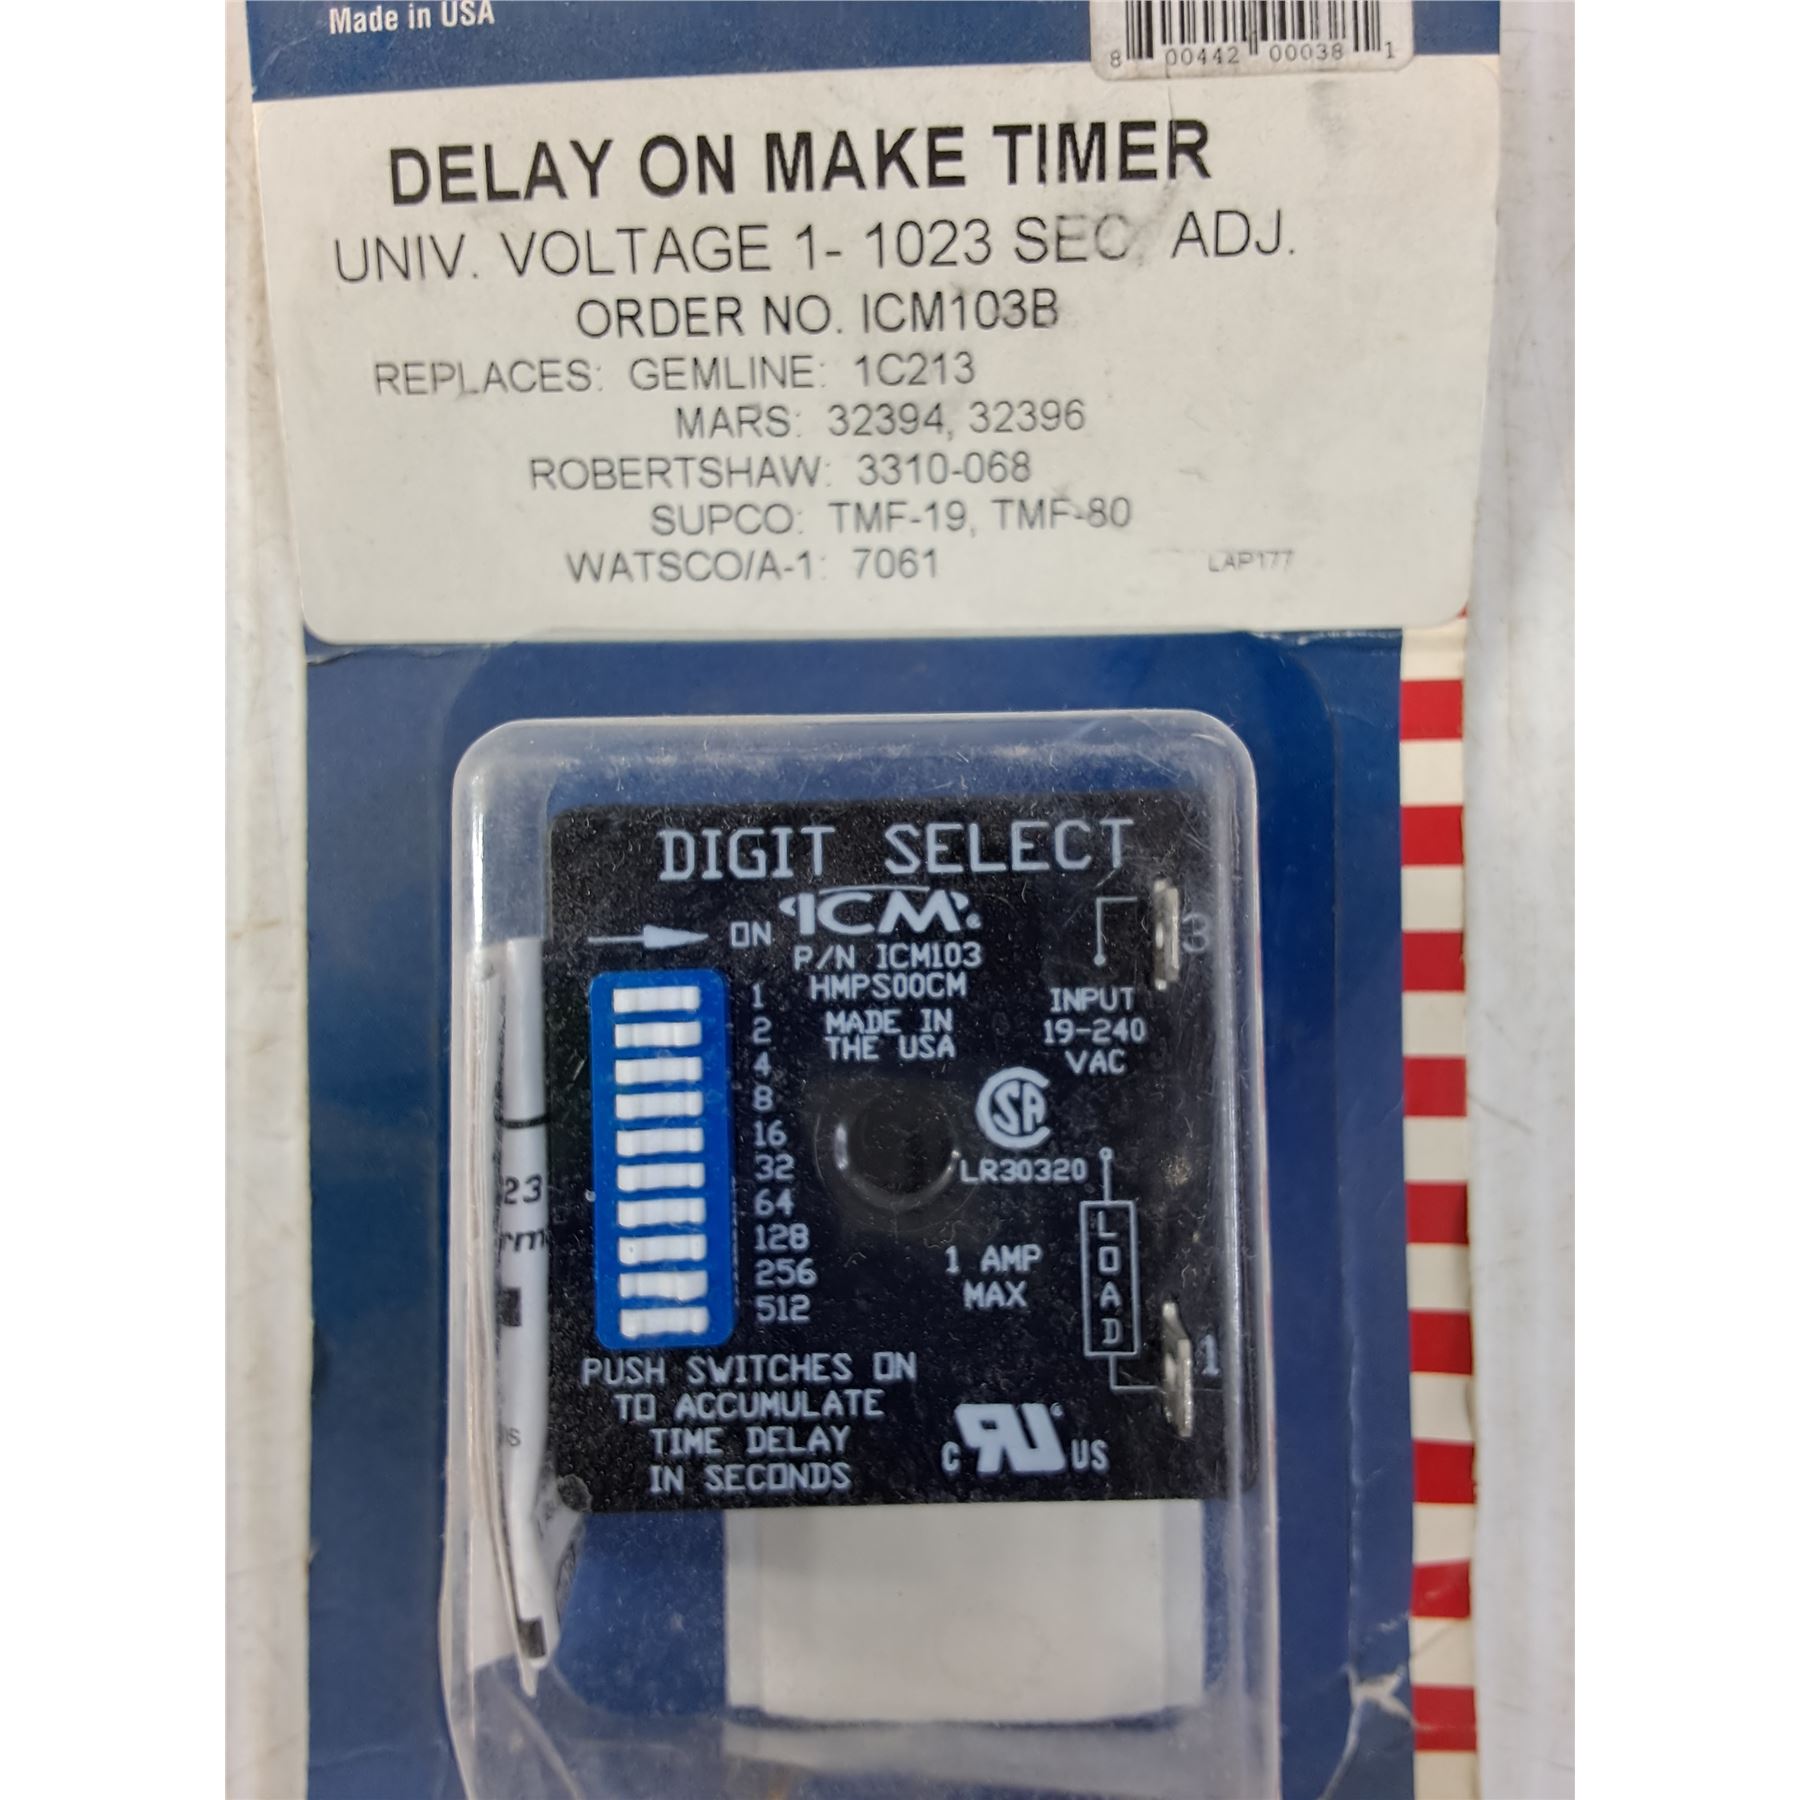 Made in USA
8 00442 00038 1
DELAY ON MAKE TIMER
UNIV. VOLTAGE 1- 1023 SEC. ADJ.
ORDER NO. ICM103B
REPLACES: GEMLINE: 1C213
MARS: 32394, 32396
ROBERTSHAW: 3310-068
SUPCO: TMF-19, TMF-80
WATSCO/A-1: 7061
LAP177
DIGIT SELECT
ON
ICM
P/N ICM103
HMPS00CM
MADE IN
THE USA
3
INPUT
19-240
VAC
1
2
4
8
16
32
64
128
256
512
LR30320
LOAD
1 AMP
MAX
1
PUSH SWITCHES ON
TO ACCUMULATE
TIME DELAY
IN SECONDS
C RU US
23